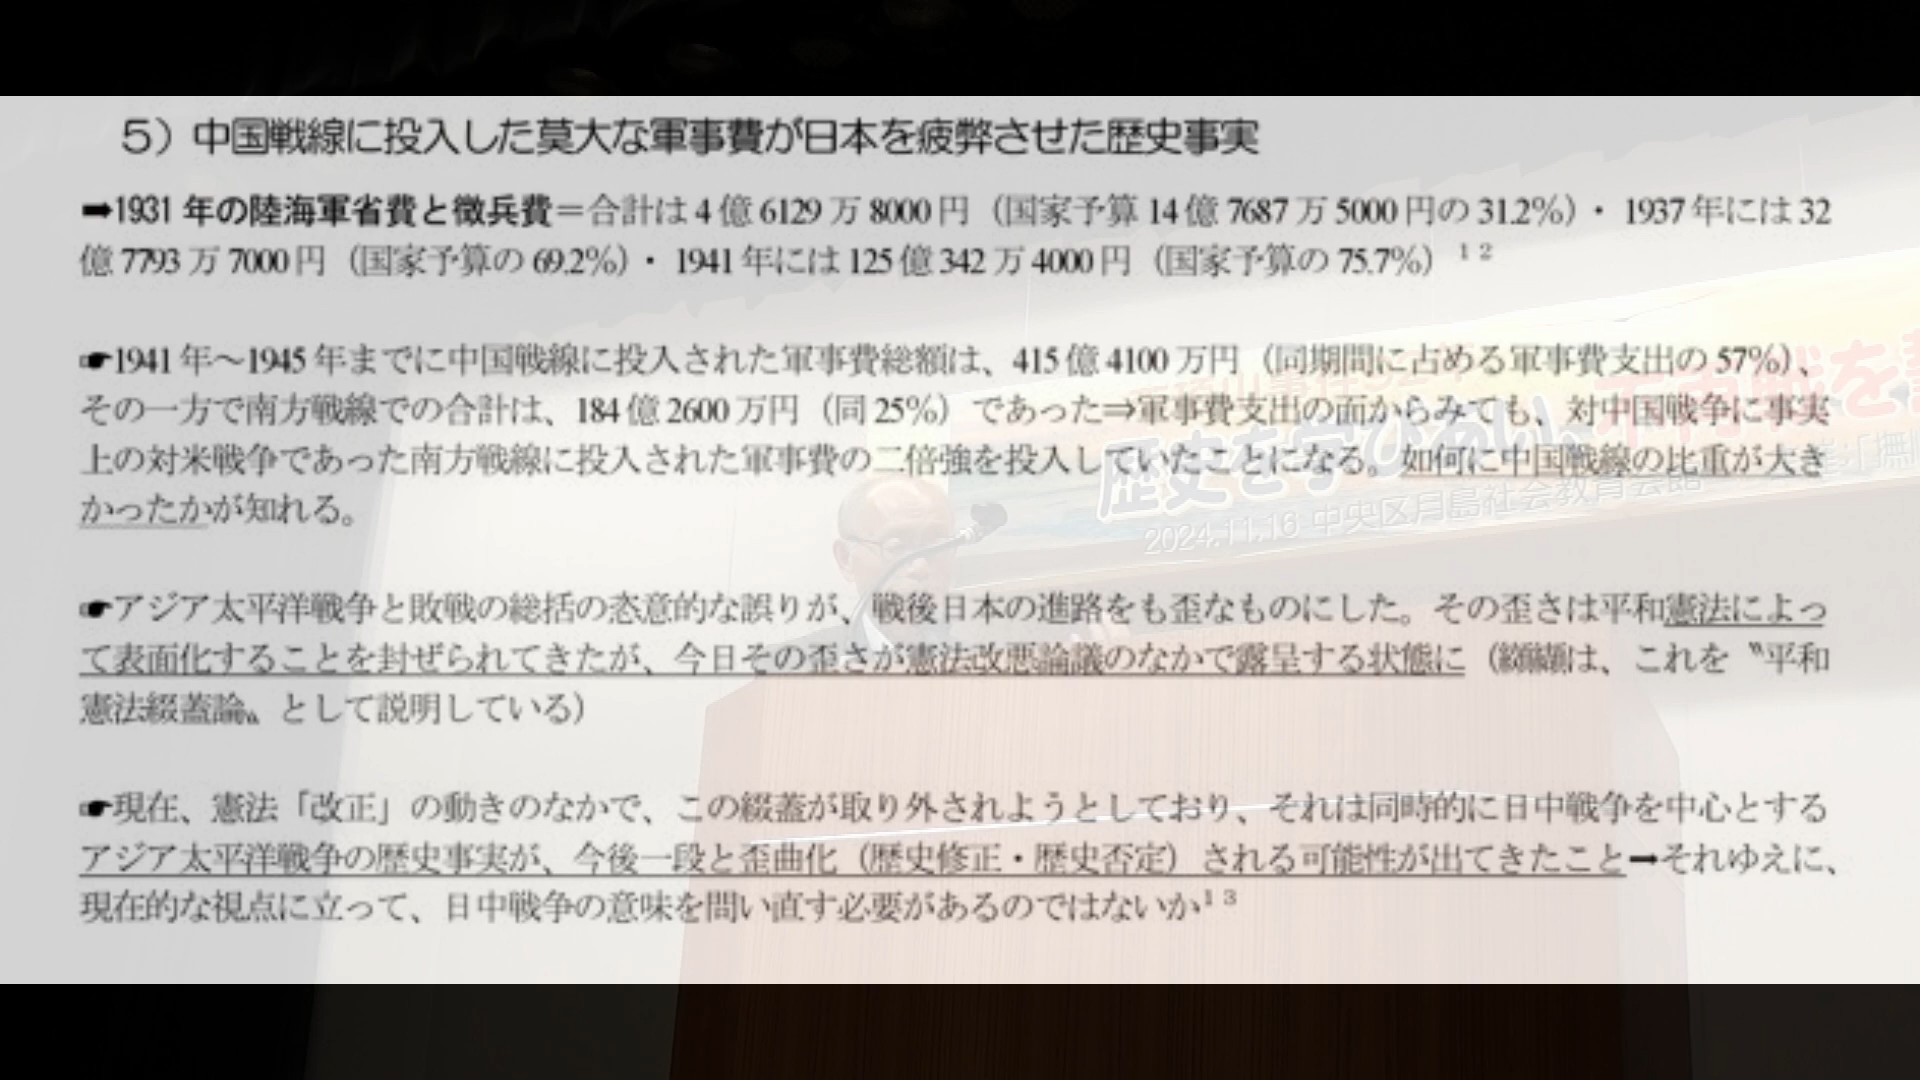 ５）中国戦線に投入した莫大な軍事費が日本を疲弊させた歴史事実
➡1931 年の陸海軍省費と徴兵費＝合計は 4 億 6129 万 8000 円（国家予算 14 億 7687 万 5000 円の 31.2%）・ 1937 年には 32
億 7793 万 7000 円（国家予算の 69.2%）・ 1941 年には 125 億 342 万 4000 円（国家予算の 75.7%）１２
☛1941 年～1945 年までに中国戦線に投入された軍事費総額は、415 億 4100 万円（同期間に占める軍事費支出の 57%）、
その一方で南方戦線での合計は、184 億 2600 万円（同 25%）であった⇒軍事費支出の面からみても、対中国戦争に事実
上の対米戦争であった南方戦線に投入された軍事費の二倍強を投入していたことになる。如何に中国戦線の比重が大き
かったかが知れる。
☛アジア太平洋戦争と敗戦の総括の恣意的な誤りが、戦後日本の進路をも歪なものにした。その歪さは平和憲法によっ
て表面化することを封ぜられてきたが、今日その歪さが憲法改悪論議のなかで露呈する状態に（は、これを〝平和
憲法綴蓋論〟として説明している）
☛現在、憲法「改正」の動きのなかで、この綴蓋が取り外されようとしており、それは同時的に日中戦争を中心とする
アジア太平洋戦争の歴史事実が、今後一段と歪曲化（歴史修正・歴史否定）される可能性が出てきたこと➡それゆえに、
現在的な視点に立って、日中戦争の意味を問い直す必要があるのではないか１３
歴史を学びあい、
2024.11.16 中央区月島社会教育会館